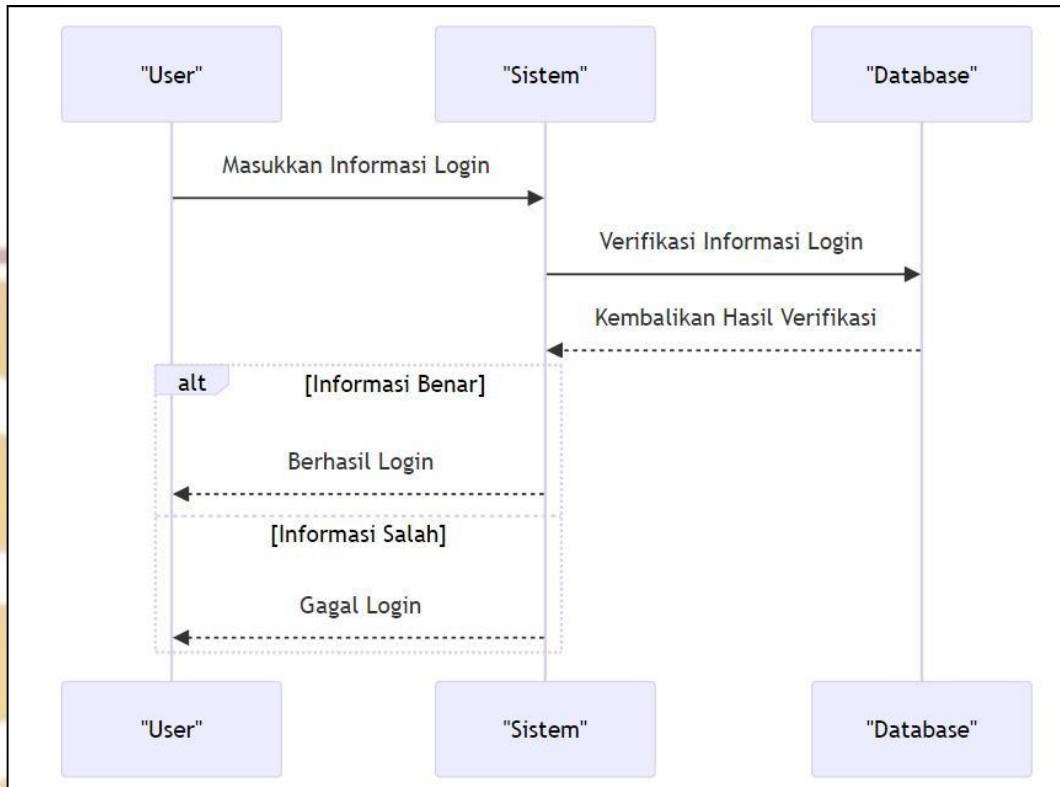 "User" "Sistem" "Database"
Masukkan Informasi Login
Verifikasi Informasi Login
Kembalikan Hasil Verifikasi
alt [Informasi Benar]
Berhasil Login
[Informasi Salah]
Gagal Login
"User" "Sistem" "Database"